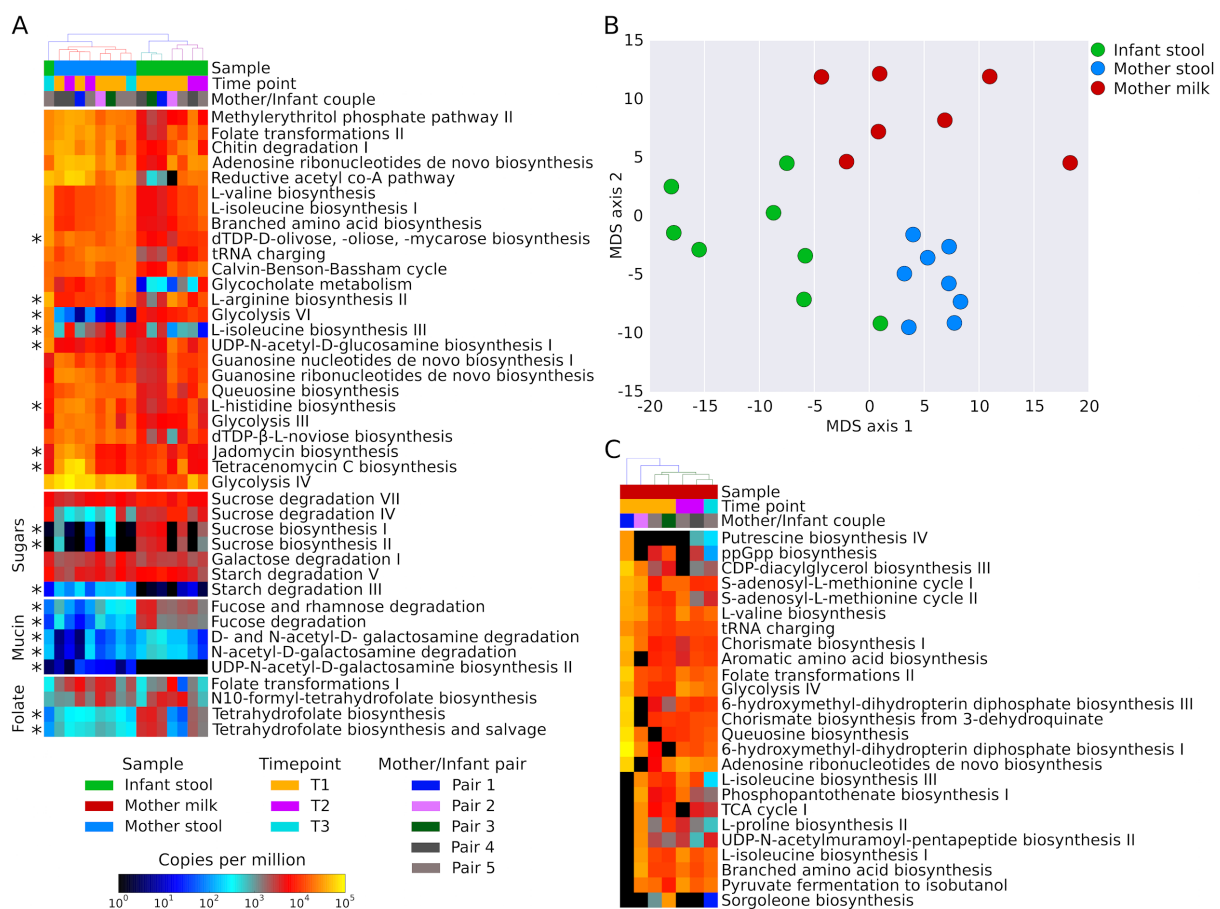 A
Sample
Time point
Mother/Infant couple
Methylerythritol phosphate pathway II
Folate transformations II
Chitin degradation I
Adenosine ribonucleotides de novo biosynthesis
Reductive acetyl co-A pathway
L-valine biosynthesis
L-isoleucine biosynthesis I
Branched amino acid biosynthesis
* dTDP-D-olivose, -oliose, -mycarose biosynthesis
tRNA charging
Calvin-Benson-Bassham cycle
Glycocholate metabolism
* L-arginine biosynthesis II
* Glycolysis VI
* L-isoleucine biosynthesis III
* UDP-N-acetyl-D-glucosamine biosynthesis I
Guanosine nucleotides de novo biosynthesis I
Guanosine ribonucleotides de novo biosynthesis
Queuosine biosynthesis
* L-histidine biosynthesis
Glycolysis III
dTDP-β-L-noviose biosynthesis
* Jadomycin biosynthesis
* Tetracenomycin C biosynthesis
Glycolysis IV
Sugars
Sucrose degradation VII
Sucrose degradation IV
* Sucrose biosynthesis I
* Sucrose biosynthesis II
Galactose degradation I
Starch degradation V
* Starch degradation III
Mucin
* Fucose and rhamnose degradation
* Fucose degradation
* D- and N-acetyl-D- galactosamine degradation
* N-acetyl-D-galactosamine degradation
* UDP-N-acetyl-D-galactosamine biosynthesis II
Folate
Folate transformations I
N10-formyl-tetrahydrofolate biosynthesis
* Tetrahydrofolate biosynthesis
* Tetrahydrofolate biosynthesis and salvage
Sample
Infant stool
Mother milk
Mother stool
Timepoint
T1
T2
T3
Mother/Infant pair
Pair 1
Pair 2
Pair 3
Pair 4
Pair 5
Copies per million
10⁰ 10¹ 10² 10³ 10⁴ 10⁵
B
15
10
5
0
-5
-10
-15
MDS axis 2
-20 -15 -10 -5 0 5 10 15 20
MDS axis 1
Infant stool
Mother stool
Mother milk
C
Sample
Time point
Mother/Infant couple
Putrescine biosynthesis IV
ppGpp biosynthesis
CDP-diacylglycerol biosynthesis III
S-adenosyl-L-methionine cycle I
S-adenosyl-L-methionine cycle II
L-valine biosynthesis
tRNA charging
Chorismate biosynthesis I
Aromatic amino acid biosynthesis
Folate transformations II
Glycolysis IV
6-hydroxymethyl-dihydropterin diphosphate biosynthesis III
Chorismate biosynthesis from 3-dehydroquinate
Queuosine biosynthesis
6-hydroxymethyl-dihydropterin diphosphate biosynthesis I
Adenosine ribonucleotides de novo biosynthesis
L-isoleucine biosynthesis III
Phosphopantothenate biosynthesis I
TCA cycle I
L-proline biosynthesis II
UDP-N-acetylmuramoyl-pentapeptide biosynthesis II
L-isoleucine biosynthesis I
Branched amino acid biosynthesis
Pyruvate fermentation to isobutanol
Sorgoleone biosynthesis